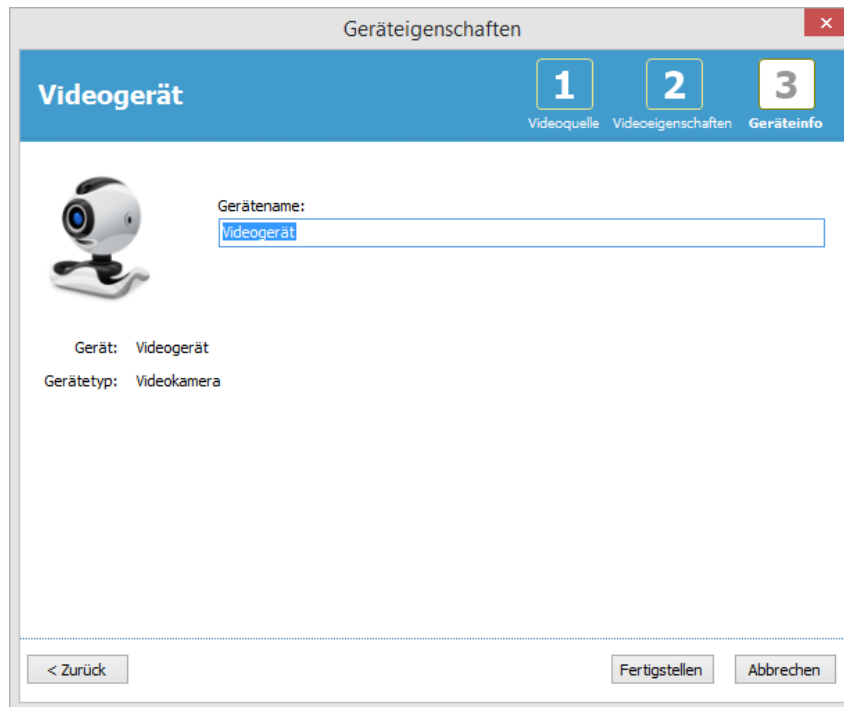 Geräteigenschaften
Videogerät
1 2 3
Videoquelle Videoeigenschaften Geräteinfo
Gerätename:
Videogerät
Gerät: Videogerät
Gerätetyp: Videokamera
< Zurück Fertigstellen Abbrechen